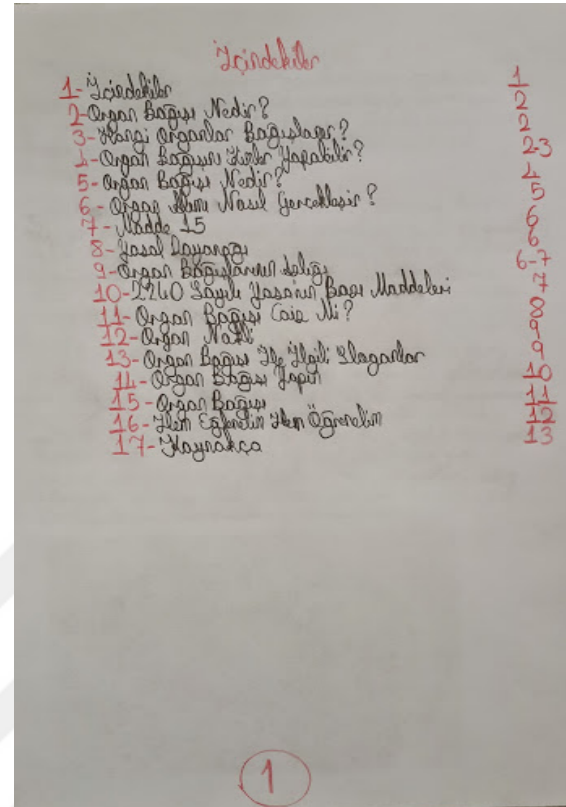 İçindekiler
1-İçindekiler 1
2-Organ Bağışı Nedir? 2
3-Hangi Organlar Bağışlanır? 2
4-Organ Bağışını Kimler Yapabilir? 2-3
5-Organ Bağışı Nedir? 4
6-Organ Nasıl Gerçekleşir? 5
7-Madde 15 6
8-Yasal Dayanağı 6
9-Organ Bağışlamanın 6-7
10-2240 Sayılı Yasanın Bazı Maddeleri 7
11-Organ Bağışı Caiz Mi? 8
12-Organ Nakli 9
13-Organ Bağışı İle İlgili Sloganlar 9
14-Organ Bağışı Yapın 10
15-Organ Bağışı 11
16-Hem Eğlenelim Hem Öğrenelim 12
17-Kaynakça 13
1